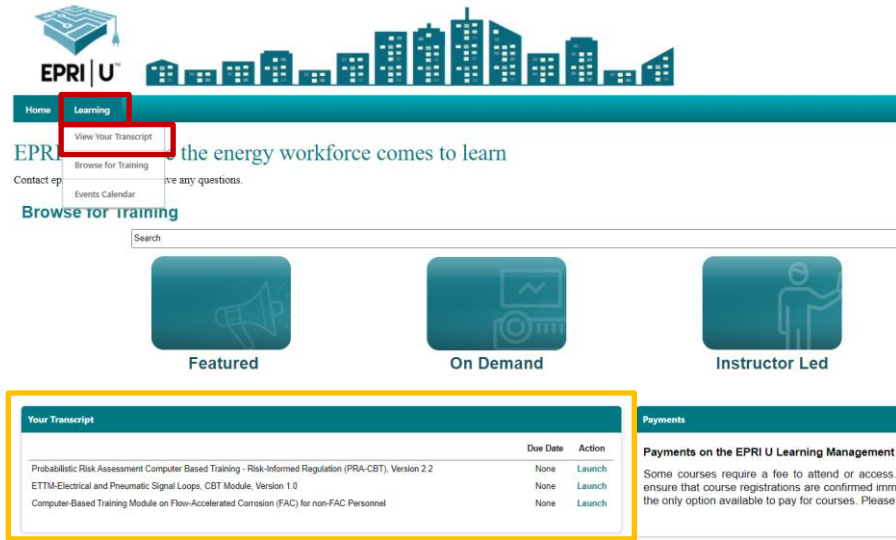 EPRI|U™
Home Learning
View Your Transcript
EPRI the energy workforce comes to learn
Browse for Training
Contact ep ve any questions.
Events Calendar
Browse for Training
Search
Featured On Demand Instructor Led
Your Transcript
Due Date Action
Probabilistic Risk Assessment Computer Based Training - Risk-Informed Regulation (PRA-CBT), Version 2.2 None Launch
ETTM-Electrical and Pneumatic Signal Loops, CBT Module, Version 1.0 None Launch
Computer-Based Training Module on Flow-Accelerated Corrosion (FAC) for non-FAC Personnel None Launch
Payments
Payments on the EPRI U Learning Management
Some courses require a fee to attend or access.
ensure that course registrations are confirmed imm
the only option available to pay for courses. Please